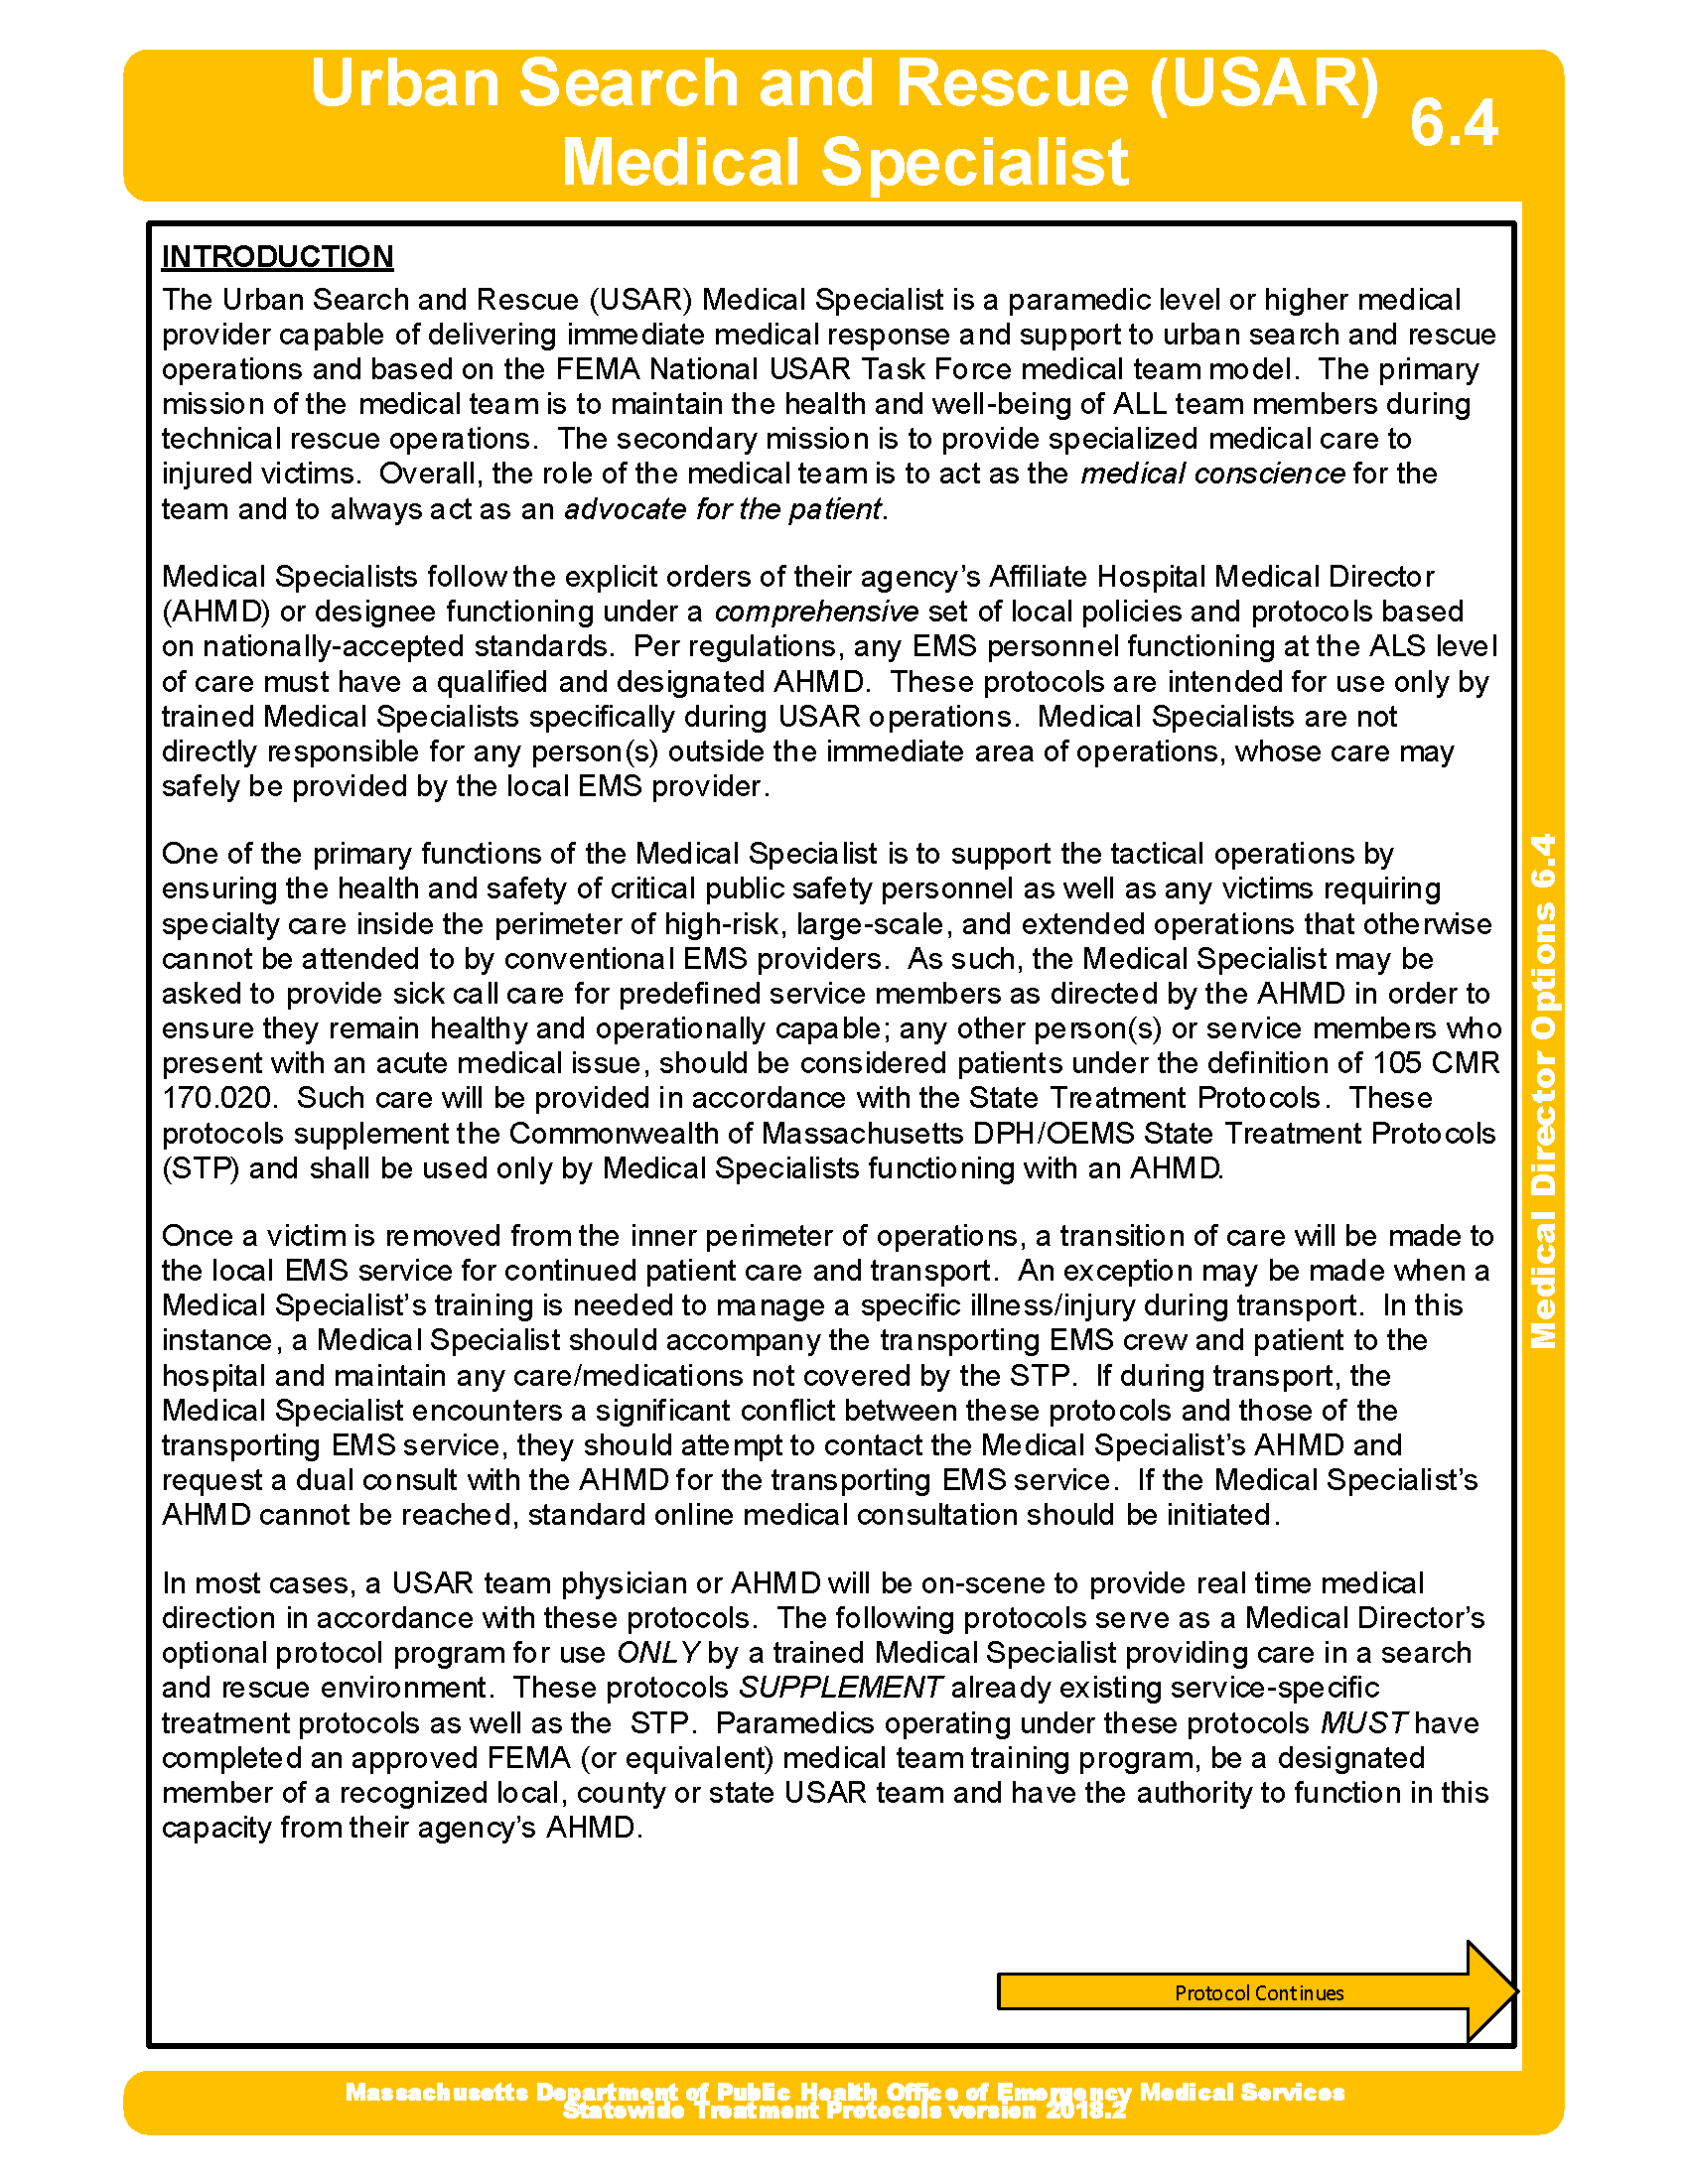 Urban Search and Rescue (USAR)
Medical Specialist
6.4
INTRODUCTION
The Urban Search and Rescue (USAR) Medical Specialist is a paramedic level or higher medical
provider capable of delivering immediate medical response and support to urban search and rescue
operations and based on the FEMA National USAR Task Force medical team model.  The primary
mission of the medical team is to maintain the health and well-being of ALL team members during
technical rescue operations.  The secondary mission is to provide specialized medical care to
injured victims.  Overall, the role of the medical team is to act as the medical conscience for the
team and to always act as an advocate for the patient.
Medical Specialists follow the explicit orders of their agency’s Affiliate Hospital Medical Director
(AHMD) or designee functioning under a comprehensive set of local policies and protocols based
on nationally-accepted standards.  Per regulations, any EMS personnel functioning at the ALS level
of care must have a qualified and designated AHMD.  These protocols are intended for use only by
trained Medical Specialists specifically during USAR operations.  Medical Specialists are not
directly responsible for any person(s) outside the immediate area of operations, whose care may
safely be provided by the local EMS provider.
One of the primary functions of the Medical Specialist is to support the tactical operations by
ensuring the health and safety of critical public safety personnel as well as any victims requiring
specialty care inside the perimeter of high-risk, large-scale, and extended operations that otherwise
cannot be attended to by conventional EMS providers.  As such, the Medical Specialist may be
asked to provide sick call care for predefined service members as directed by the AHMD in order to
ensure they remain healthy and operationally capable; any other person(s) or service members who
present with an acute medical issue, should be considered patients under the definition of 105 CMR
170.020.  Such care will be provided in accordance with the State Treatment Protocols.  These
protocols supplement the Commonwealth of Massachusetts DPH/OEMS State Treatment Protocols
(STP) and shall be used only by Medical Specialists functioning with an AHMD.
Once a victim is removed from the inner perimeter of operations, a transition of care will be made to
the local EMS service for continued patient care and transport.  An exception may be made when a
Medical Specialist’s training is needed to manage a specific illness/injury during transport.  In this
instance, a Medical Specialist should accompany the transporting EMS crew and patient to the
hospital and maintain any care/medications not covered by the STP.  If during transport, the
Medical Specialist encounters a significant conflict between these protocols and those of the
transporting EMS service, they should attempt to contact the Medical Specialist’s AHMD and
request a dual consult with the AHMD for the transporting EMS service.  If the Medical Specialist’s
AHMD cannot be reached, standard online medical consultation should be initiated.
In most cases, a USAR team physician or AHMD will be on-scene to provide real time medical
direction in accordance with these protocols.  The following protocols serve as a Medical Director’s
optional protocol program for use ONLY by a trained Medical Specialist providing care in a search
and rescue environment.  These protocols SUPPLEMENT already existing service-specific
treatment protocols as well as the  STP.  Paramedics operating under these protocols MUST have
completed an approved FEMA (or equivalent) medical team training program, be a designated
member of a recognized local, county or state USAR team and have the authority to function in this
capacity from their agency’s AHMD.
Protocol Continues
Medical Director Options 6.4
Massachusetts Department of Public Health Office of Emergency Medical Services
Statewide Treatment Protocols version 2018.2